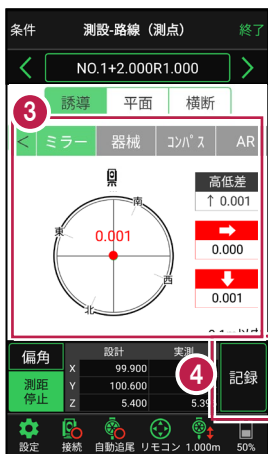 条件 測設-路線（測点） 終了
< NO.1+2.000R1.000 >
3 誘導 平面 横断
< ミラー 器械 ｺﾝﾊﾟｽ AR
高低差
↑ 0.001
南
東 0.001
0.000
西
北
0.001
偏角 設計 実測
4 記録
測距停止
X 99.900
Y 100.600
Z 5.400 5.39
設定 接続 自動追尾 リモコン 1.000m 50%